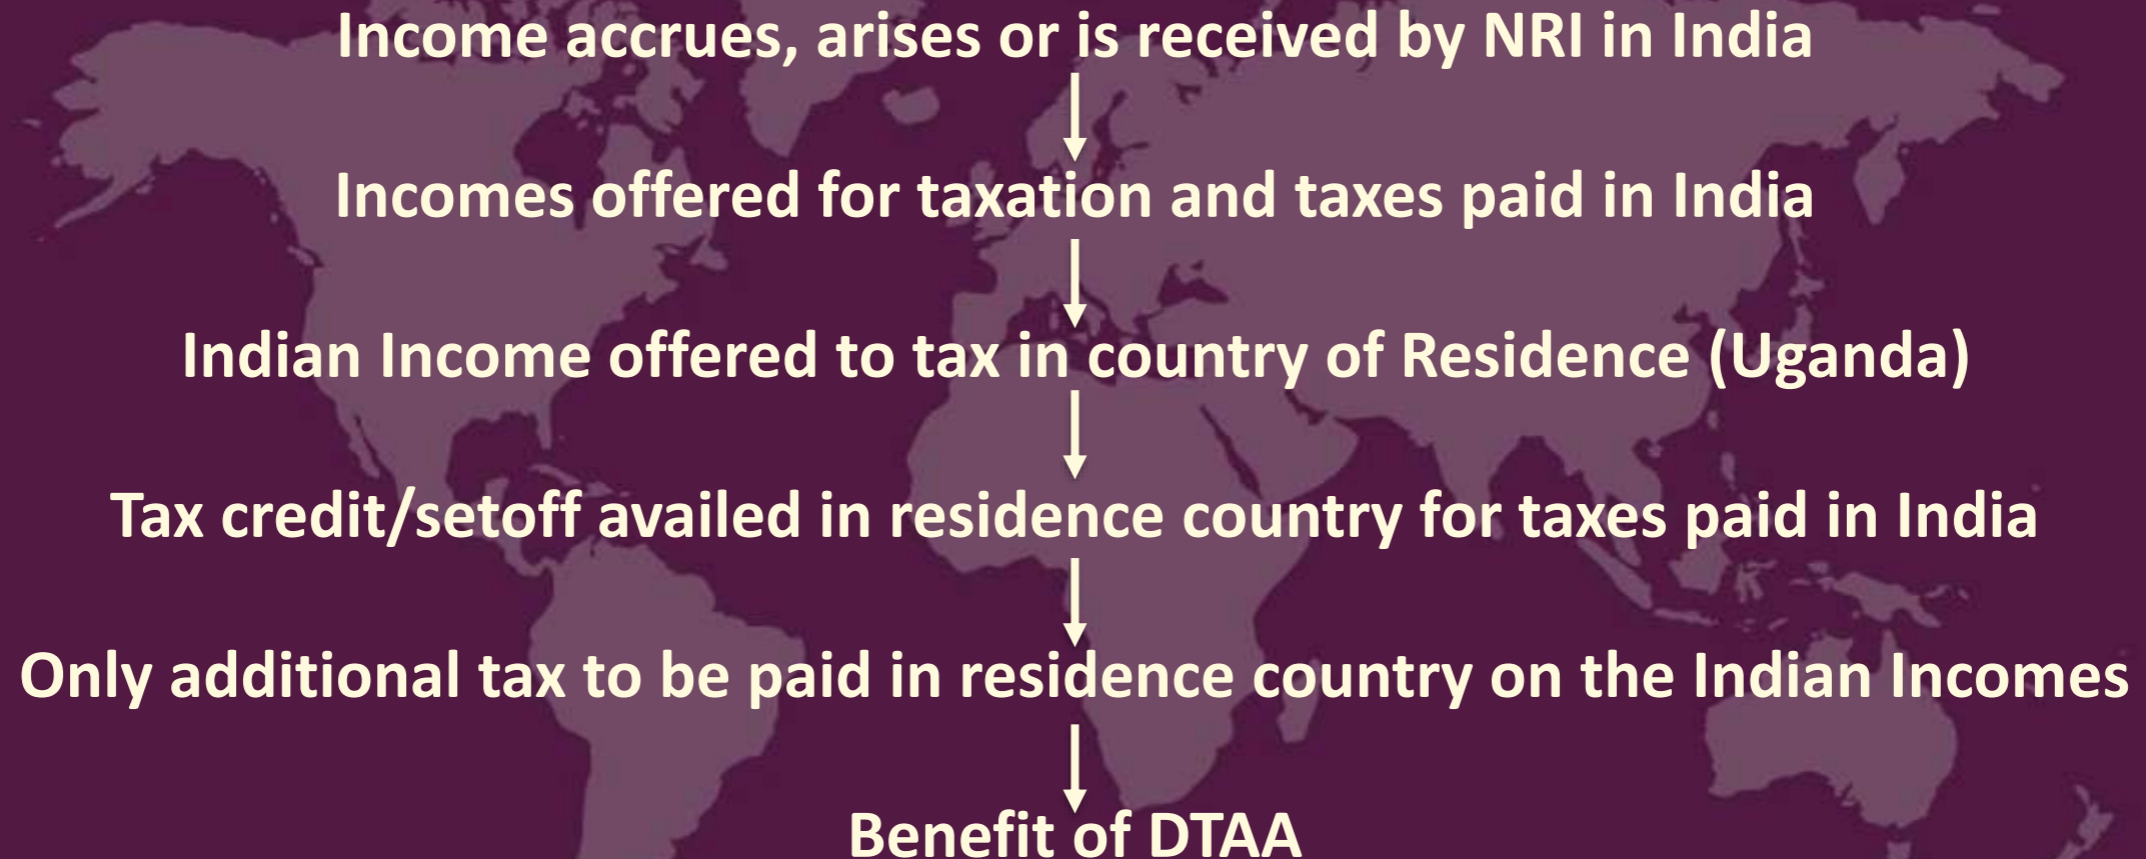 Income accrues, arises or is received by NRI in India
Incomes offered for taxation and taxes paid in India
Indian Income offered to tax in country of Residence (Uganda)
Tax credit/setoff availed in residence country for taxes paid in India
Only additional tax to be paid in residence country on the Indian Incomes
Benefit of DTAA